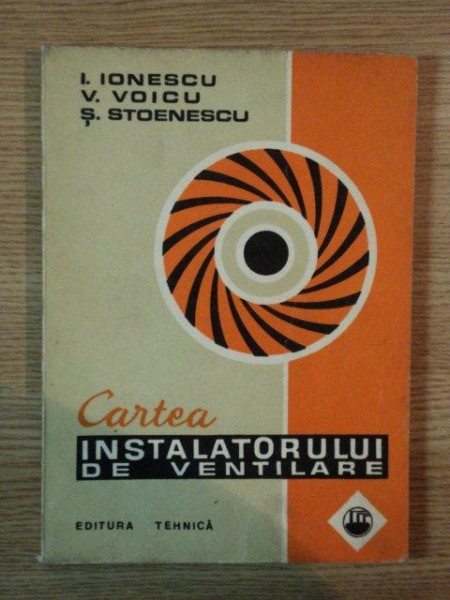 I. IONESCU
V. VOICU
Ș. STOENESCU
Cartea
INSTALATORULUI
DE VENTILARE
EDITURA TEHNICĂ